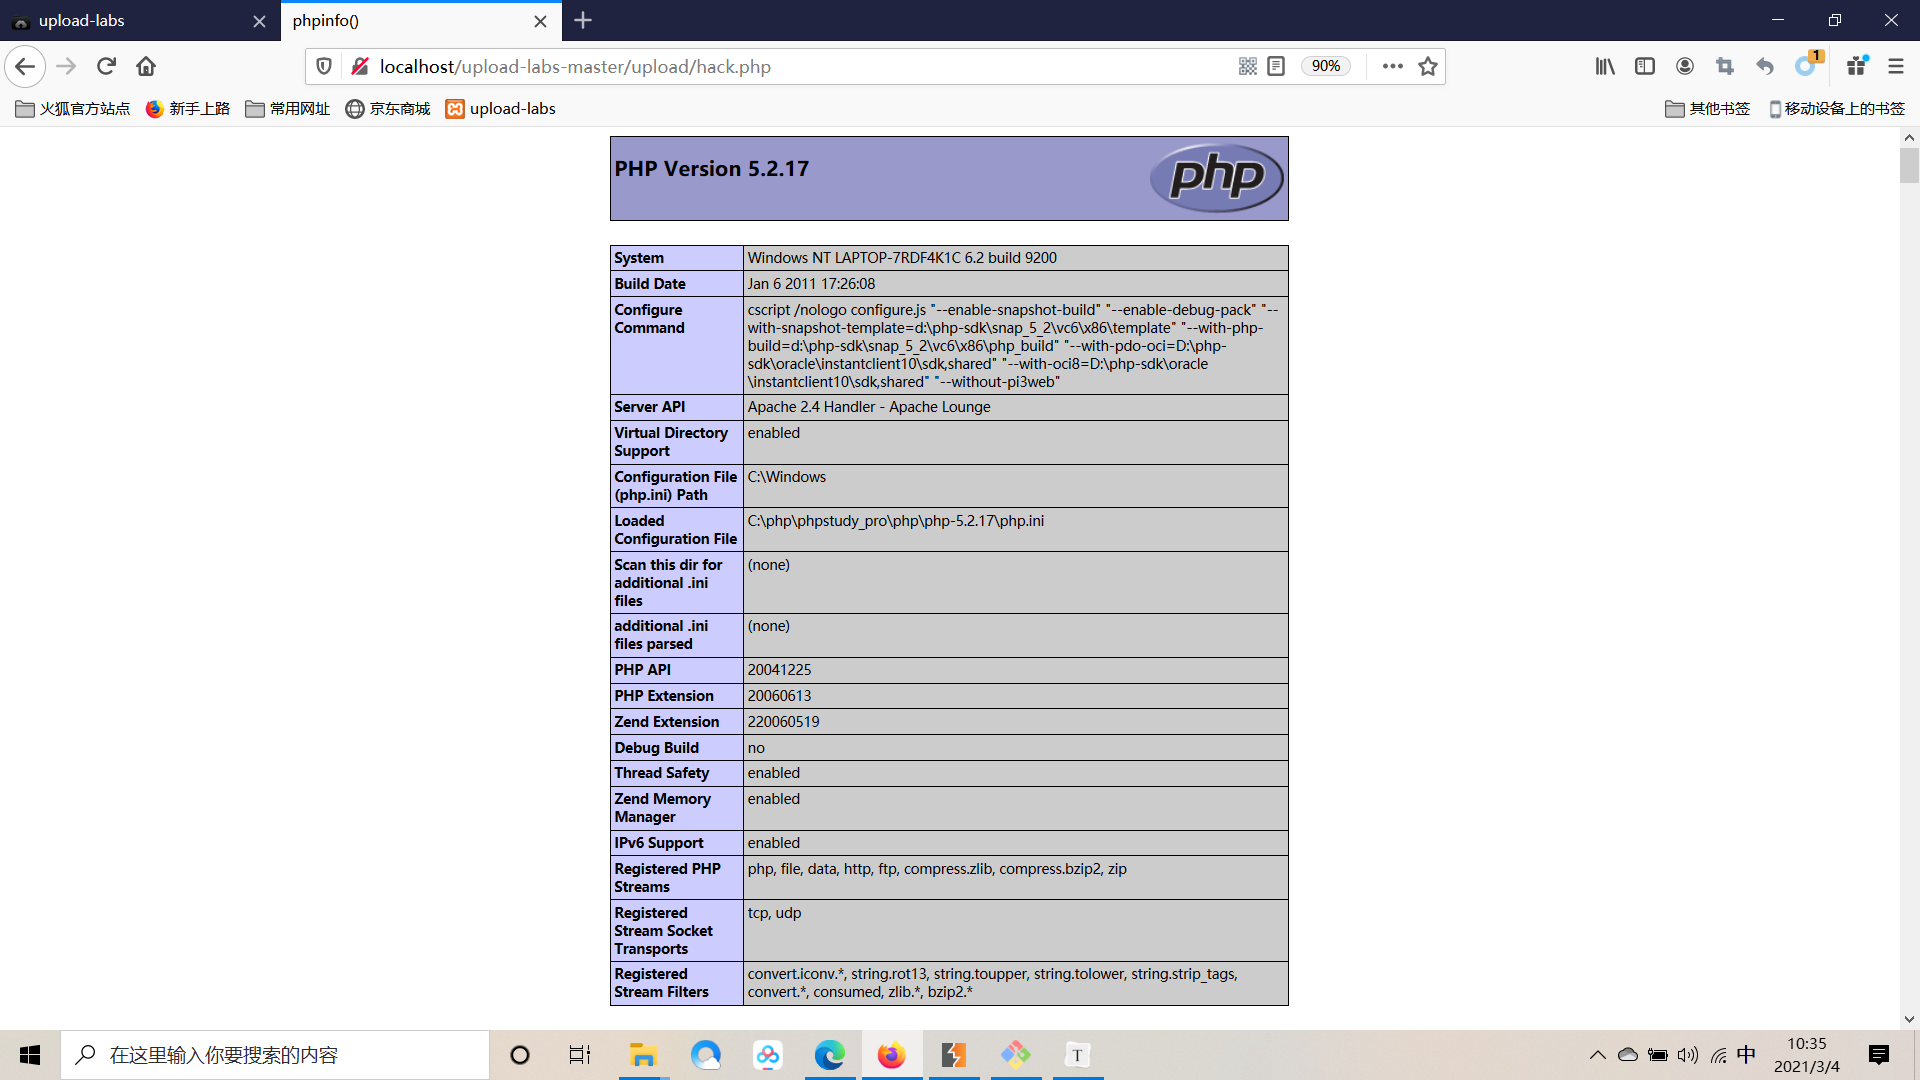 upload-labs
phpinfo()
localhost/upload-labs-master/upload/hack.php
90%
1
火狐官方站点
新手上路
常用网址
京东商城
upload-labs
其他书签
移动设备上的书签
PHP Version 5.2.17
php
System
Windows NT LAPTOP-7RDF4K1C 6.2 build 9200
Build Date
Jan 6 2011 17:26:08
Configure
Command
cscript /nologo configure.js "--enable-snapshot-build" "--enable-debug-pack" "--
with-snapshot-template=d:\php-sdk\snap_5_2\vc6\x86\template" "--with-php-
build=d:\php-sdk\snap_5_2\vc6\x86\php_build" "--with-pdo-oci=D:\php-
sdk\oracle\instantclient10\sdk,shared" "--with-oci8=D:\php-sdk\oracle
\instantclient10\sdk,shared" "--without-pi3web"
Server API
Apache 2.4 Handler - Apache Lounge
Virtual Directory
Support
enabled
Configuration File
(php.ini) Path
C:\Windows
Loaded
Configuration File
C:\php\phpstudy_pro\php\php-5.2.17\php.ini
Scan this dir for
additional .ini
files
(none)
additional .ini
files parsed
(none)
PHP API
20041225
PHP Extension
20060613
Zend Extension
220060519
Debug Build
no
Thread Safety
enabled
Zend Memory
Manager
enabled
IPv6 Support
enabled
Registered PHP
Streams
php, file, data, http, ftp, compress.zlib, compress.bzip2, zip
Registered
Stream Socket
Transports
tcp, udp
Registered
Stream Filters
convert.iconv.*, string.rot13, string.toupper, string.tolower, string.strip_tags,
convert.*, consumed, zlib.*, bzip2.*
在这里输入你要搜索的内容
T
中
10:35
2021/3/4